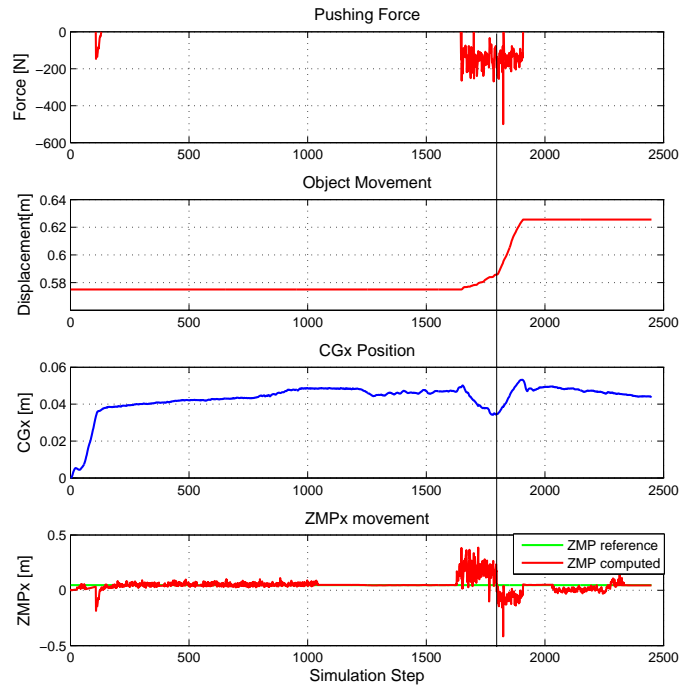 Pushing Force
0
−200
−400
−600
Force [N]
0 500 1000 1500 2000 2500
Object Movement
0.64
0.62
0.6
0.58
Displacement[m]
0 500 1000 1500 2000 2500
CGx Position
0.06
0.04
0.02
0
CGx [m]
0 500 1000 1500 2000 2500
ZMPx movement
0.5
0
−0.5
ZMPx [m]
ZMP reference
ZMP computed
0 500 1000 1500 2000 2500
Simulation Step